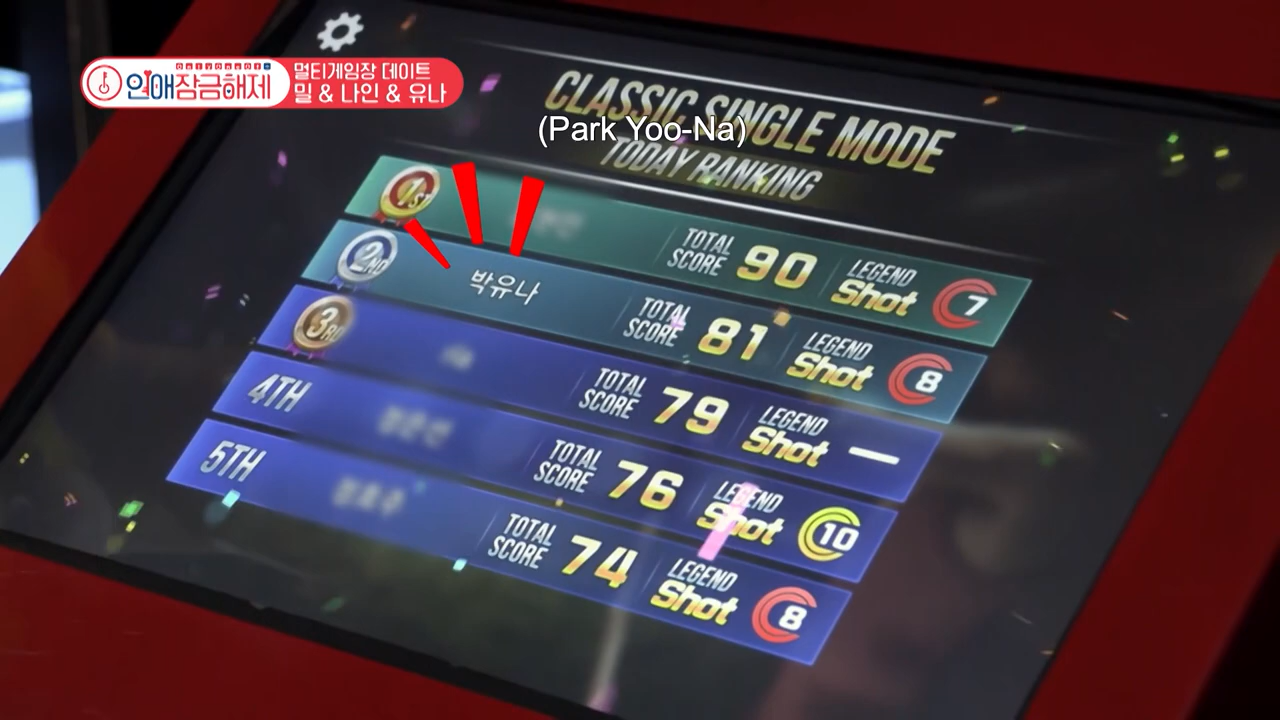 연애잠금해제
멀티게임장 데이트
밀 & 나인 & 유나
CLASSIC SINGLE MODE
(Park Yoo-Na)
TODAY RANKING
1ST TOTAL SCORE 90 LEGEND Shot 7
2ND 박유나 TOTAL SCORE 81 LEGEND Shot 8
3RD TOTAL SCORE 79 LEGEND Shot —
4TH TOTAL SCORE 76 LEGEND Shot 10
5TH TOTAL SCORE 74 LEGEND Shot 8